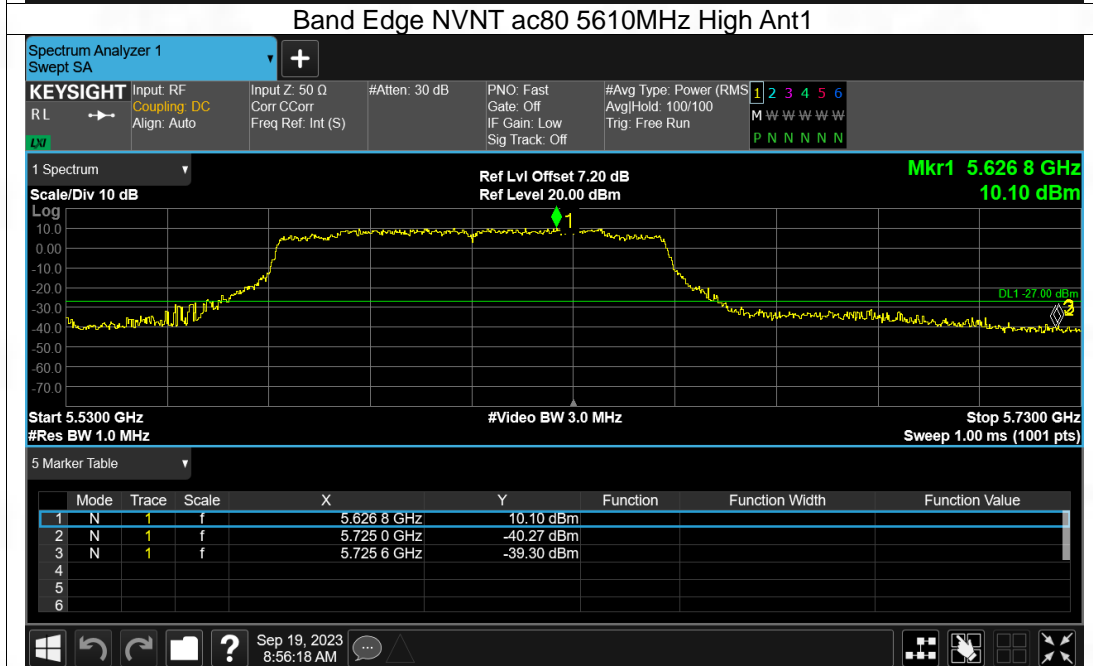 Band Edge NVNT ac80 5610MHz High Ant1
Spectrum Analyzer 1
Swept SA
+
KEYSIGHT Input: RF Input Z: 50 Ω #Atten: 30 dB PNO: Fast #Avg Type: Power (RMS 1 2 3 4 5 6
RL Coupling: DC Corr CCorr Gate: Off Avg|Hold: 100/100 M W W W W W
Align: Auto Freq Ref: Int (S) IF Gain: Low Trig: Free Run
LXI Sig Track: Off P N N N N N
1 Spectrum Ref Lvl Offset 7.20 dB Mkr1 5.626 8 GHz
Scale/Div 10 dB Ref Level 20.00 dBm 10.10 dBm
Log
1
10.0
0.00
-10.0
-20.0
DL1 -27.00 dBm
-30.0
-40.0
-50.0
-60.0
-70.0
Start 5.5300 GHz #Video BW 3.0 MHz Stop 5.7300 GHz
#Res BW 1.0 MHz Sweep 1.00 ms (1001 pts)
5 Marker Table
Mode Trace Scale X Y Function Function Width Function Value
1 N 1 f 5.626 8 GHz 10.10 dBm
2 N 1 f 5.725 0 GHz -40.27 dBm
3 N 1 f 5.725 6 GHz -39.30 dBm
4
5
6
? Sep 19, 2023
8:56:18 AM